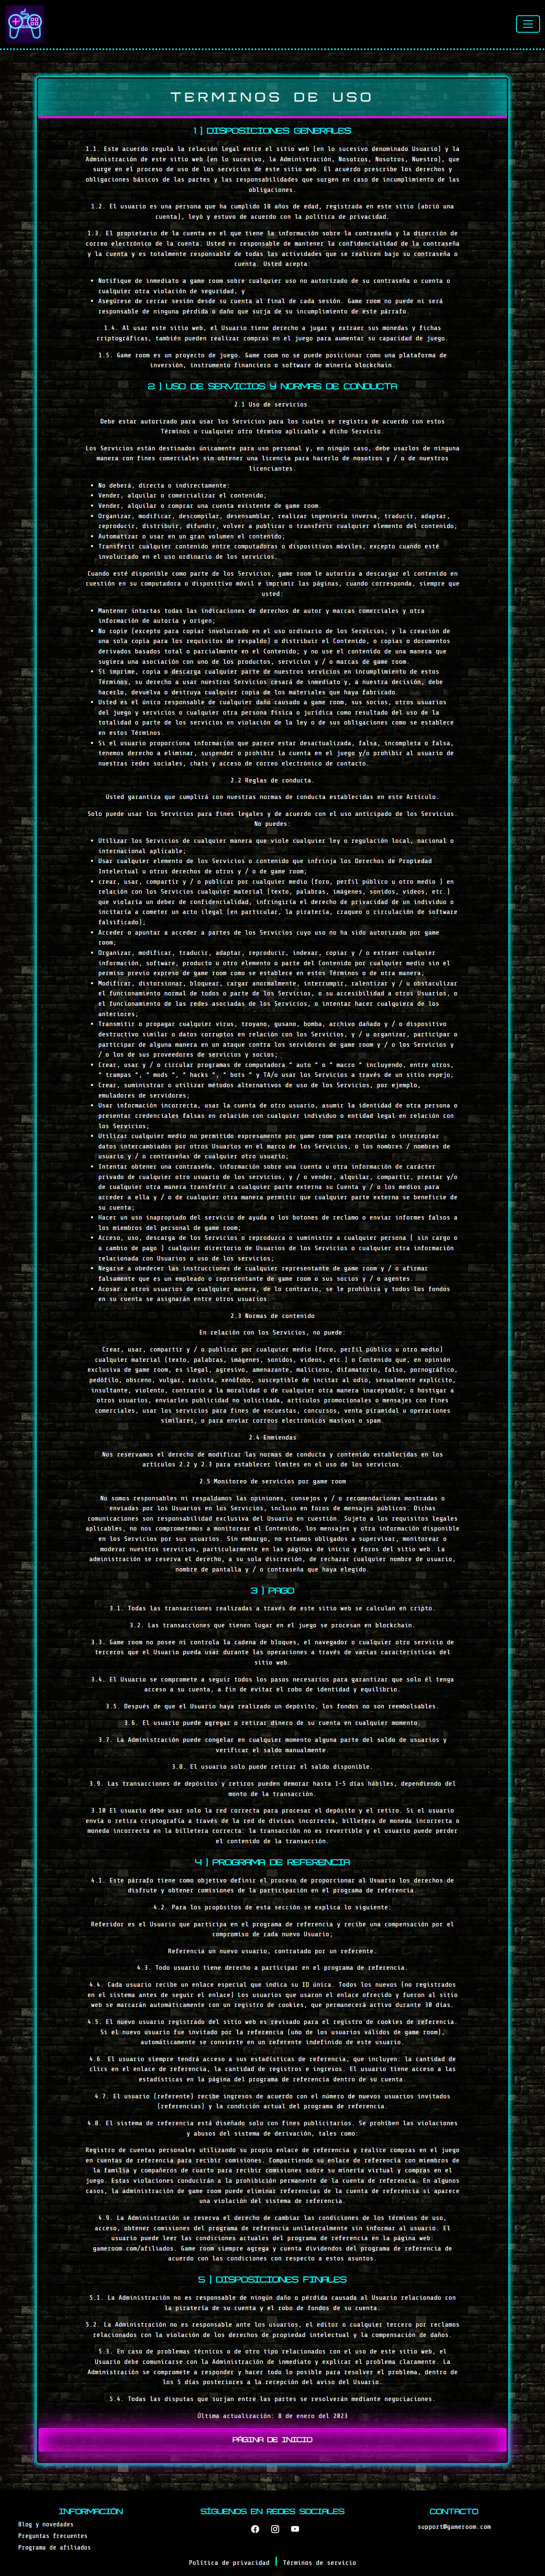 TERMINOS DE USO
1 ) DISPOSICIONES GENERALES
1.1. Este acuerdo regula la relación legal entre el sitio web (en lo sucesivo denominado Usuario) y la
Administración de este sitio web (en lo sucesivo, la Administración, Nosotros, Nosotros, Nuestro), que
surge en el proceso de uso de los servicios de este sitio web. El acuerdo prescribe los derechos y
obligaciones básicos de las partes y las responsabilidades que surgen en caso de incumplimiento de las
obligaciones.
1.2. El usuario es una persona que ha cumplido 18 años de edad, registrada en este sitio (abrió una
cuenta), leyó y estuvo de acuerdo con la política de privacidad.
1.3. El propietario de la cuenta es el que tiene la información sobre la contraseña y la dirección de
correo electrónico de la cuenta. Usted es responsable de mantener la confidencialidad de la contraseña
y la cuenta y es totalmente responsable de todas las actividades que se realicen bajo su contraseña o
cuenta. Usted acepta:
• Notifique de inmediato a game room sobre cualquier uso no autorizado de su contraseña o cuenta o
cualquier otra violación de seguridad, y
• Asegúrese de cerrar sesión desde su cuenta al final de cada sesión. Game room no puede ni será
responsable de ninguna pérdida o daño que surja de su incumplimiento de este párrafo.
1.4. Al usar este sitio web, el Usuario tiene derecho a jugar y extraer sus monedas y fichas
criptográficas, también pueden realizar compras en el juego para aumentar su capacidad de juego.
1.5. Game room es un proyecto de juego. Game room no se puede posicionar como una plataforma de
inversión, instrumento financiero o software de minería blockchain.
2 ) USO DE SERVICIOS Y NORMAS DE CONDUCTA
2.1 Uso de servicios.
Debe estar autorizado para usar los Servicios para los cuales se registra de acuerdo con estos
Términos o cualquier otro término aplicable a dicho Servicio.
Los Servicios están destinados únicamente para uso personal y, en ningún caso, debe usarlos de ninguna
manera con fines comerciales sin obtener una licencia para hacerlo de nosotros y / o de nuestros
licenciantes.
• No deberá, directa o indirectamente:
• Vender, alquilar o comercializar el contenido;
• Vender, alquilar o comprar una cuenta existente de game room.
• Organizar, modificar, descompilar, desensamblar, realizar ingeniería inversa, traducir, adaptar,
reproducir, distribuir, difundir, volver a publicar o transferir cualquier elemento del contenido;
• Automatizar o usar en un gran volumen el contenido;
• Transferir cualquier contenido entre computadoras o dispositivos móviles, excepto cuando esté
involucrado en el uso ordinario de los servicios.
Cuando esté disponible como parte de los Servicios, game room le autoriza a descargar el contenido en
cuestión en su computadora o dispositivo móvil e imprimir las páginas, cuando corresponda, siempre que
usted:
• Mantener intactas todas las indicaciones de derechos de autor y marcas comerciales y otra
información de autoría y origen;
• No copie (excepto para copiar involucrado en el uso ordinario de los Servicios; y la creación de
una sola copia para los requisitos de respaldo) o distribuir el Contenido, o copias o documentos
derivados basados total o parcialmente en el Contenido; y no use el contenido de una manera que
sugiera una asociación con uno de los productos, servicios y / o marcas de game room.
• Si imprime, copia o descarga cualquier parte de nuestros servicios en incumplimiento de estos
Términos, su derecho a usar nuestros Servicios cesará de inmediato y, a nuestra decisión, debe
hacerlo, devuelva o destruya cualquier copia de los materiales que haya fabricado.
• Usted es el único responsable de cualquier daño causado a game room, sus socios, otros usuarios
del juego y servicios o cualquier otra persona física o jurídica como resultado del uso de la
totalidad o parte de los servicios en violación de la ley o de sus obligaciones como se establece
en estos Términos.
• Si el usuario proporciona información que parece estar desactualizada, falsa, incompleta o falsa,
tenemos derecho a eliminar, suspender o prohibir la cuenta en el juego y/o prohibir al usuario de
nuestras redes sociales, chats y acceso de correo electrónico de contacto.
2.2 Reglas de conducta.
Usted garantiza que cumplirá con nuestras normas de conducta establecidas en este Artículo.
Solo puede usar los Servicios para fines legales y de acuerdo con el uso anticipado de los Servicios.
No puedes:
• Utilizar los Servicios de cualquier manera que viole cualquier ley o regulación local, nacional o
internacional aplicable;
• Usar cualquier elemento de los Servicios o contenido que infrinja los Derechos de Propiedad
Intelectual u otros derechos de otros y / o de game room;
• crear, usar, compartir y / o publicar por cualquier medio (foro, perfil público u otro medio ) en
relación con los Servicios cualquier material (texto, palabras, imágenes, sonidos, videos, etc.)
que violaría un deber de confidencialidad, infringiría el derecho de privacidad de un individuo o
incitaría a cometer un acto ilegal (en particular, la piratería, craqueo o circulación de software
falsificado);
• Acceder o apuntar a acceder a partes de los Servicios cuyo uso no ha sido autorizado por game
room;
• Organizar, modificar, traducir, adaptar, reproducir, indexar, copiar y / o extraer cualquier
información, software, producto u otro elemento o parte del Contenido por cualquier medio sin el
permiso previo expreso de game room como se establece en estos Términos o de otra manera;
• Modificar, distorsionar, bloquear, cargar anormalmente, interrumpir, ralentizar y / u obstaculizar
el funcionamiento normal de todos o parte de los Servicios, o su accesibilidad a otros Usuarios, o
el funcionamiento de las redes asociadas de los Servicios, o intentar hacer cualquiera de los
anteriores;
• Transmitir o propagar cualquier virus, troyano, gusano, bomba, archivo dañado y / o dispositivo
destructivo similar o datos corruptos en relación con los Servicios, y / u organizar, participar o
participar de alguna manera en un ataque contra los servidores de game room y / o los Servicios y
/ o los de sus proveedores de servicios y socios;
• Crear, usar y / o circular programas de computadora “ auto ” o “ macro ” incluyendo, entre otros,
“ trampas ”, “ mods ”, “ hacks ”, “ bots ” y TA/o usar los Servicios a través de un sitio espejo;
• Crear, suministrar o utilizar métodos alternativos de uso de los Servicios, por ejemplo,
emuladores de servidores;
• Usar información incorrecta, usar la cuenta de otro usuario, asumir la identidad de otra persona o
presentar credenciales falsas en relación con cualquier individuo o entidad legal en relación con
los Servicios;
• Utilizar cualquier medio no permitido expresamente por game room para recopilar o interceptar
datos intercambiados por otros Usuarios en el marco de los Servicios, o los nombres / nombres de
usuario y / o contraseñas de cualquier otro usuario;
• Intentar obtener una contraseña, información sobre una cuenta u otra información de carácter
privado de cualquier otro usuario de los servicios, y / o vender, alquilar, compartir, prestar y/o
de cualquier otra manera transferir a cualquier parte externa su Cuenta y / o los medios para
acceder a ella y / o de cualquier otra manera permitir que cualquier parte externa se beneficie de
su cuenta;
• Hacer un uso inapropiado del servicio de ayuda o los botones de reclamo o enviar informes falsos a
los miembros del personal de game room;
• Acceso, uso, descarga de los Servicios o reproduzca o suministre a cualquier persona ( sin cargo o
a cambio de pago ) cualquier directorio de Usuarios de los Servicios o cualquier otra información
relacionada con Usuarios o uso de los servicios;
• Negarse a obedecer las instrucciones de cualquier representante de game room y / o afirmar
falsamente que es un empleado o representante de game room o sus socios y / o agentes.
• Acosar a otros usuarios de cualquier manera, de lo contrario, se le prohibirá y todos los fondos
en su cuenta se asignarán entre otros usuarios.
2.3 Normas de contenido
En relación con los Servicios, no puede:
Crear, usar, compartir y / o publicar por cualquier medio (foro, perfil público u otro medio)
cualquier material (texto, palabras, imágenes, sonidos, videos, etc.) o Contenido que, en opinión
exclusiva de game room, es ilegal, agresivo, amenazante, malicioso, difamatorio, falso, pornográfico,
pedófilo, obsceno, vulgar, racista, xenófobo, susceptible de incitar al odio, sexualmente explícito,
insultante, violento, contrario a la moralidad o de cualquier otra manera inaceptable; o hostigar a
otros usuarios, enviarles publicidad no solicitada, artículos promocionales o mensajes con fines
comerciales, usar los servicios para fines de encuestas, concursos, venta piramidal u operaciones
similares, o para enviar correos electrónicos masivos o spam.
2.4 Enmiendas
Nos reservamos el derecho de modificar las normas de conducta y contenido establecidas en los
artículos 2.2 y 2.3 para establecer límites en el uso de los servicios.
2.5 Monitoreo de servicios por game room
No somos responsables ni respaldamos las opiniones, consejos y / o recomendaciones mostradas o
enviadas por los Usuarios en los Servicios, incluso en foros de mensajes públicos. Dichas
comunicaciones son responsabilidad exclusiva del Usuario en cuestión. Sujeto a los requisitos legales
aplicables, no nos comprometemos a monitorear el Contenido, los mensajes y otra información disponible
en los Servicios por sus usuarios. Sin embargo, no estamos obligados a supervisar, monitorear o
moderar nuestros servicios, particularmente en las páginas de inicio y foros del sitio web. La
administración se reserva el derecho, a su sola discreción, de rechazar cualquier nombre de usuario,
nombre de pantalla y / o contraseña que haya elegido.
3 ) PAGO
3.1. Todas las transacciones realizadas a través de este sitio web se calculan en cripto.
3.2. Las transacciones que tienen lugar en el juego se procesan en blockchain.
3.3. Game room no posee ni controla la cadena de bloques, el navegador o cualquier otro servicio de
terceros que el Usuario pueda usar durante las operaciones a través de varias características del
sitio web.
3.4. El Usuario se compromete a seguir todos los pasos necesarios para garantizar que solo él tenga
acceso a su cuenta, a fin de evitar el robo de identidad y equilibrio.
3.5. Después de que el Usuario haya realizado un depósito, los fondos no son reembolsables.
3.6. El usuario puede agregar o retirar dinero de su cuenta en cualquier momento.
3.7. La Administración puede congelar en cualquier momento alguna parte del saldo de usuarios y
verificar el saldo manualmente.
3.8. El usuario solo puede retirar el saldo disponible.
3.9. Las transacciones de depósitos y retiros pueden demorar hasta 1-5 días hábiles, dependiendo del
monto de la transacción.
3.10 El usuario debe usar solo la red correcta para procesar el depósito y el retiro. Si el usuario
envía o retira criptografía a través de la red de divisas incorrecta, billetera de moneda incorrecta o
moneda incorrecta en la billetera correcta: la transacción no es revertible y el usuario puede perder
el contenido de la transacción.
4 ) PROGRAMA DE REFERENCIA
4.1. Este párrafo tiene como objetivo definir el proceso de proporcionar al Usuario los derechos de
disfrute y obtener comisiones de la participación en el programa de referencia.
4.2. Para los propósitos de esta sección se explica lo siguiente:
Referidor es el Usuario que participa en el programa de referencia y recibe una compensación por el
compromiso de cada nuevo Usuario;
Referencia un nuevo usuario, contratado por un referente.
4.3. Todo usuario tiene derecho a participar en el programa de referencia.
4.4. Cada usuario recibe un enlace especial que indica su ID única. Todos los nuevos (no registrados
en el sistema antes de seguir el enlace) Los usuarios que usaron el enlace ofrecido y fueron al sitio
web se marcarán automáticamente con un registro de cookies, que permanecerá activo durante 30 días.
4.5. El nuevo usuario registrado del sitio web es revisado para el registro de cookies de referencia.
Si el nuevo usuario fue invitado por la referencia (uno de los usuarios válidos de game room),
automáticamente se convierte en un referente indefinido de este usuario.
4.6. El usuario siempre tendrá acceso a sus estadísticas de referencia, que incluyen: la cantidad de
clics en el enlace de referencia, la cantidad de registros e ingresos. El usuario tiene acceso a las
estadísticas en la página del programa de referencia dentro de su cuenta.
4.7. El usuario (referente) recibe ingresos de acuerdo con el número de nuevos usuarios invitados
(referencias) y la condición actual del programa de referencia.
4.8. El sistema de referencia está diseñado solo con fines publicitarios. Se prohíben las violaciones
y abusos del sistema de derivación, tales como:
Registro de cuentas personales utilizando su propio enlace de referencia y realice compras en el juego
en cuentas de referencia para recibir comisiones. Compartiendo su enlace de referencia con miembros de
la familia y compañeros de cuarto para recibir comisiones sobre su minería virtual y compras en el
juego. Estas violaciones conducirán a la prohibición permanente de la cuenta de referencia. En algunos
casos, la administración de game room puede eliminar referencias de la cuenta de referencia si aparece
una violación del sistema de referencia.
4.9. La Administración se reserva el derecho de cambiar las condiciones de los términos de uso,
acceso, obtener comisiones del programa de referencia unilateralmente sin informar al usuario. El
usuario puede leer las condiciones actuales del programa de referencia en la página web:
gameroom.com/afiliados. Game room siempre agrega y cuenta dividendos del programa de referencia de
acuerdo con las condiciones con respecto a estos asuntos.
5 ) DISPOSICIONES FINALES
5.1. La Administración no es responsable de ningún daño o pérdida causada al Usuario relacionado con
la piratería de su cuenta y el robo de fondos de su cuenta.
5.2. La Administración no es responsable ante los usuarios, el editor o cualquier tercero por reclamos
relacionados con la violación de los derechos de propiedad intelectual y la compensación de daños.
5.3. En caso de problemas técnicos o de otro tipo relacionados con el uso de este sitio web, el
Usuario debe comunicarse con la Administración de inmediato y explicar el problema claramente. La
Administración se compromete a responder y hacer todo lo posible para resolver el problema, dentro de
los 5 días posteriores a la recepción del aviso del Usuario.
5.4. Todas las disputas que surjan entre las partes se resolverán mediante negociaciones.
Última actualización: 8 de enero del 2023
PÁGINA DE INICIO
INFORMACIÓN
Blog y novedades
Preguntas frecuentes
Programa de afiliados
SÍGUENOS EN REDES SOCIALES
CONTACTO
support@gameroom.com
Política de privacidad | Términos de servicio